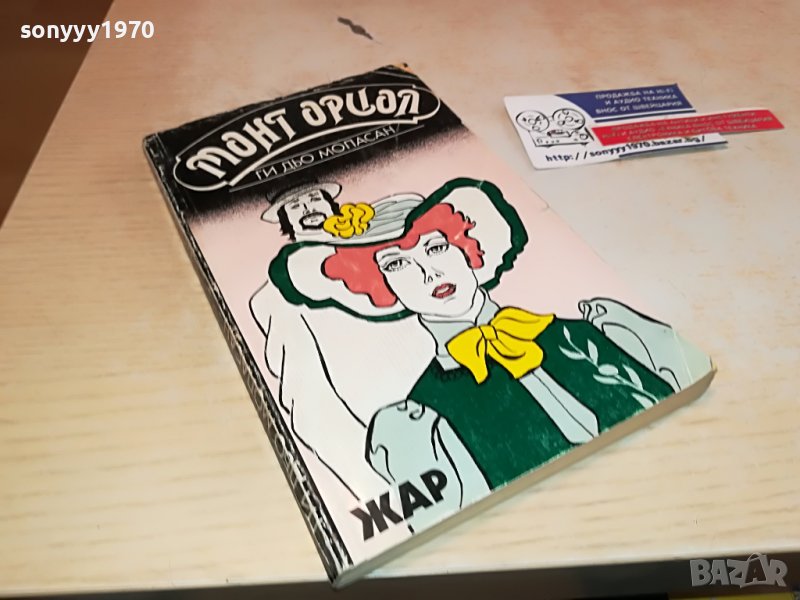 sonyyy1970
МОНТ ОРИОЛ
ГИ ДЬО МОПАСАН
ЖАР
ПРОДАЖБА НА HI-FI
И АУДИО ТЕХНИКА
ВНОС ОТ ШВЕЙЦАРИЯ
http://sonyyy1970.bazar.bg/
BAZAR